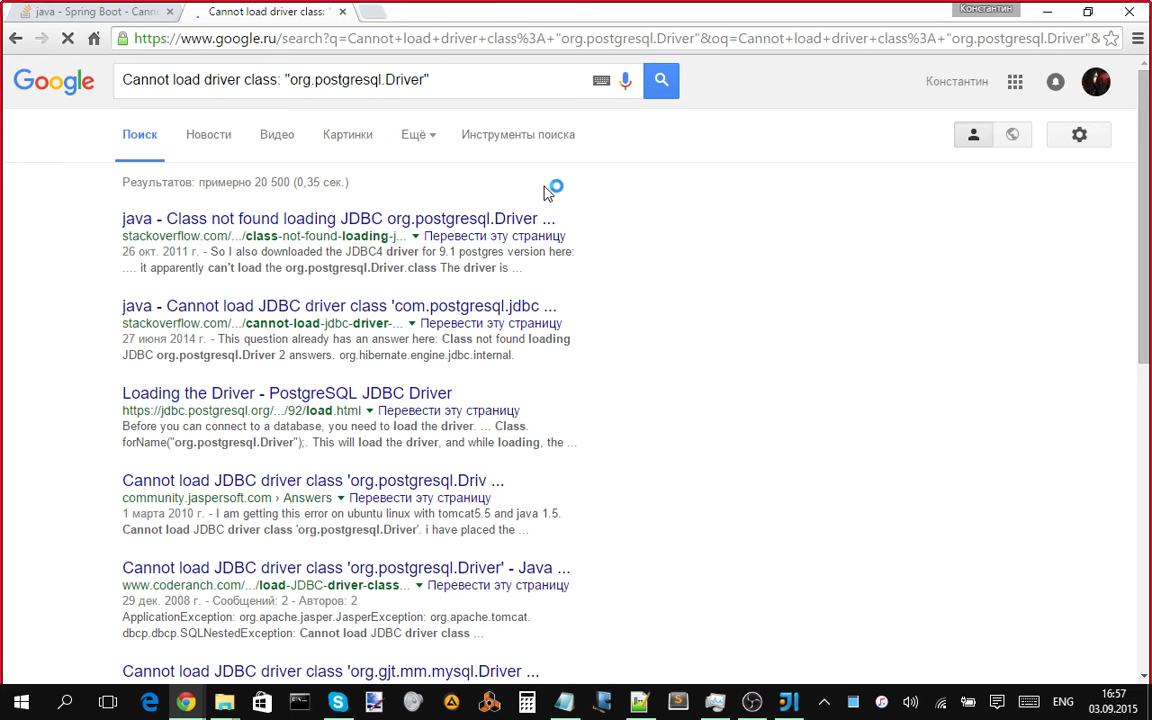 java - Spring Boot - Cann
Cannot load driver class:
Константин
https://www.google.ru/search?q=Cannot+load+driver+class%3A+"org.postgresql.Driver"&oq=Cannot+load+driver+class%3A+"org.postgresql.Driver"&
Google
Cannot load driver class: "org.postgresql.Driver"
Константин
Поиск
Новости
Видео
Картинки
Ещё
Инструменты поиска
Результатов: примерно 20 500 (0,35 сек.)
java - Class not found loading JDBC org.postgresql.Driver ...
stackoverflow.com/.../class-not-found-loading-j... Перевести эту страницу
26 окт. 2011 г. - So I also downloaded the JDBC4 driver for 9.1 postgres version here:
.... it apparently can't load the org.postgresql.Driver.class The driver is ...
java - Cannot load JDBC driver class 'com.postgresql.jdbc ...
stackoverflow.com/.../cannot-load-jdbc-driver-... Перевести эту страницу
27 июня 2014 г. - This question already has an answer here: Class not found loading
JDBC org.postgresql.Driver 2 answers. org.hibernate.engine.jdbc.internal.
Loading the Driver - PostgreSQL JDBC Driver
https://jdbc.postgresql.org/.../92/load.html Перевести эту страницу
Before you can connect to a database, you need to load the driver. ... Class.
forName("org.postgresql.Driver");. This will load the driver, and while loading, the ...
Cannot load JDBC driver class 'org.postgresql.Driv ...
community.jaspersoft.com › Answers Перевести эту страницу
1 марта 2010 г. - I am getting this error on ubuntu linux with tomcat5.5 and java 1.5.
Cannot load JDBC driver class 'org.postgresql.Driver'. i have placed the ...
Cannot load JDBC driver class 'org.postgresql.Driver' - Java ...
www.coderanch.com/.../load-JDBC-driver-class... Перевести эту страницу
29 дек. 2008 г. - Сообщений: 2 - Авторов: 2
ApplicationException: org.apache.jasper.JasperException: org.apache.tomcat.
dbcp.dbcp.SQLNestedException: Cannot load JDBC driver class ...
Cannot load JDBC driver class 'org.gjt.mm.mysql.Driver ...
ENG
16:57
03.09.2015